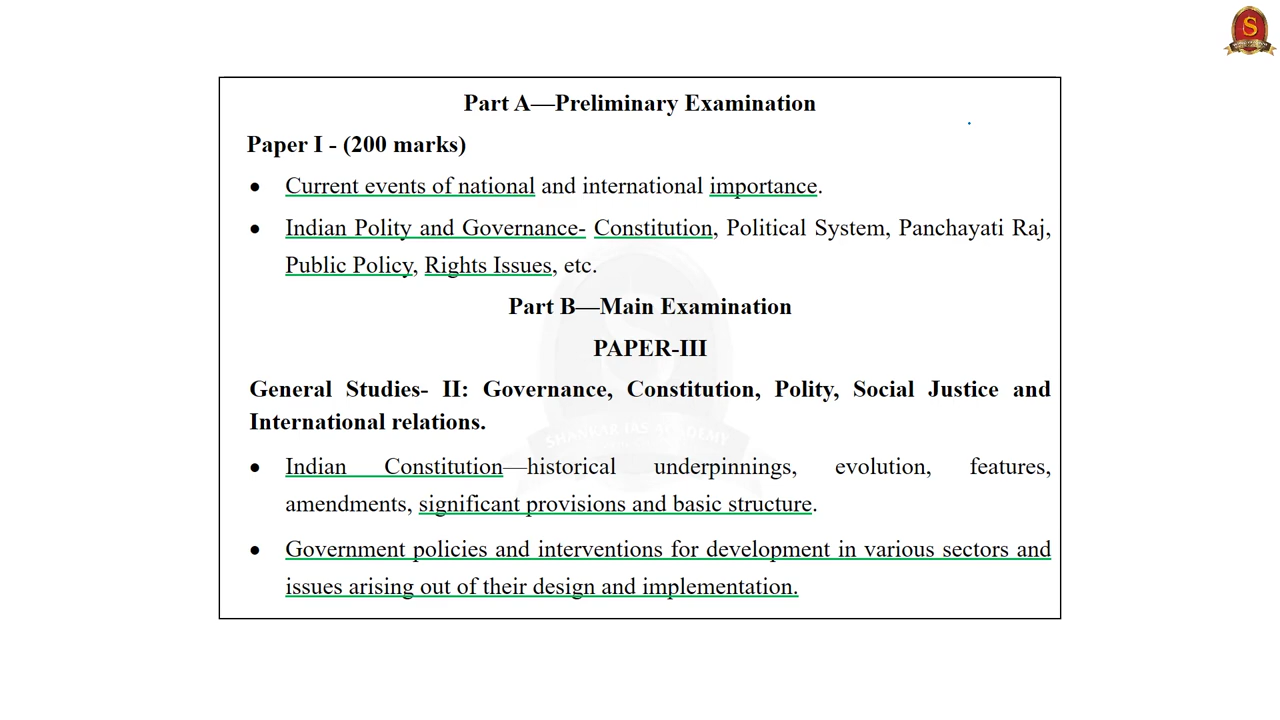 Part A—Preliminary Examination
Paper I - (200 marks)
● Current events of national and international importance.
● Indian Polity and Governance- Constitution, Political System, Panchayati Raj,
Public Policy, Rights Issues, etc.
Part B—Main Examination
PAPER-III
General Studies- II: Governance, Constitution, Polity, Social Justice and
International relations.
SHANKAR IAS ACADEMY
● Indian Constitution—historical underpinnings, evolution, features,
amendments, significant provisions and basic structure.
● Government policies and interventions for development in various sectors and
issues arising out of their design and implementation.